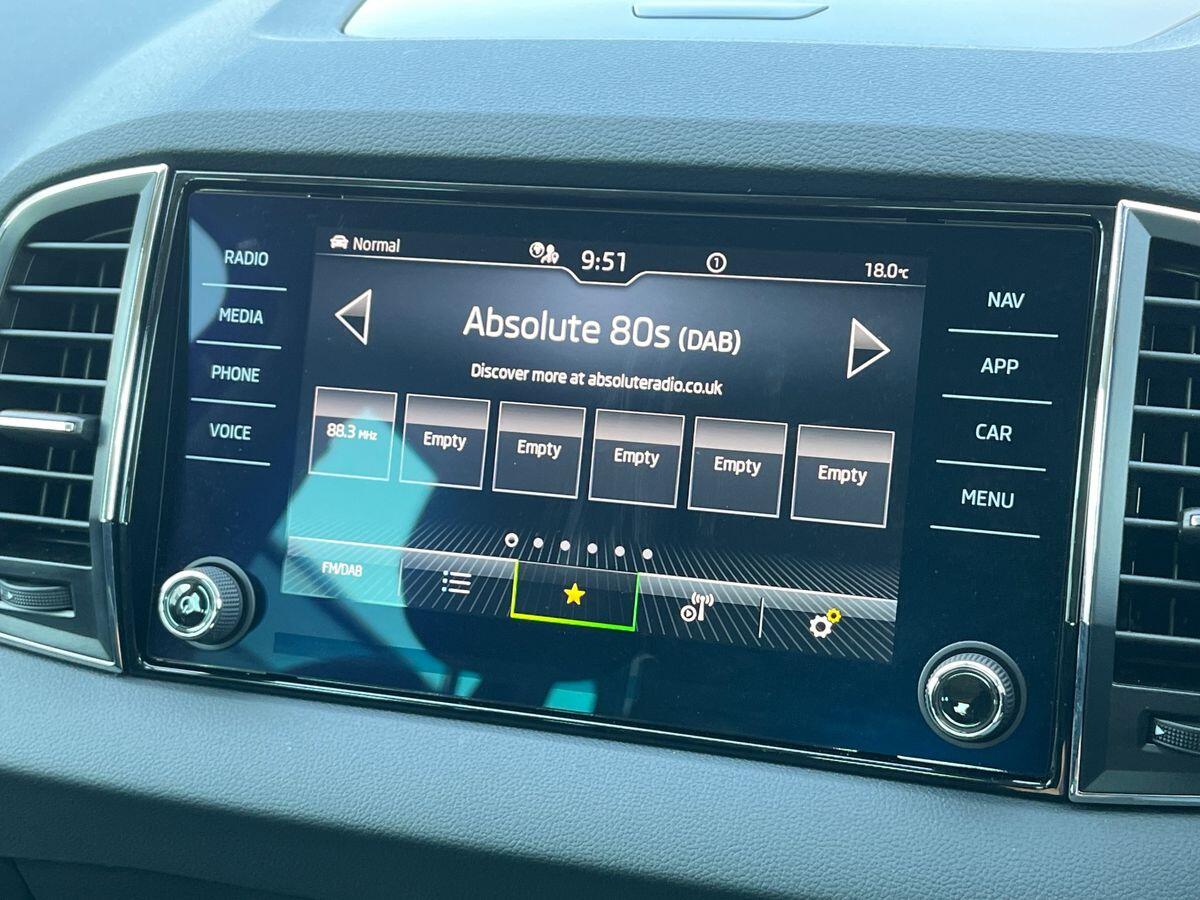 RADIO
MEDIA
PHONE
VOICE
Normal
9:51
1
18.0°C
Absolute 80s (DAB)
Discover more at absoluteradio.co.uk
88.3 MHz
Empty
Empty
Empty
Empty
Empty
FM/DAB
NAV
APP
CAR
MENU